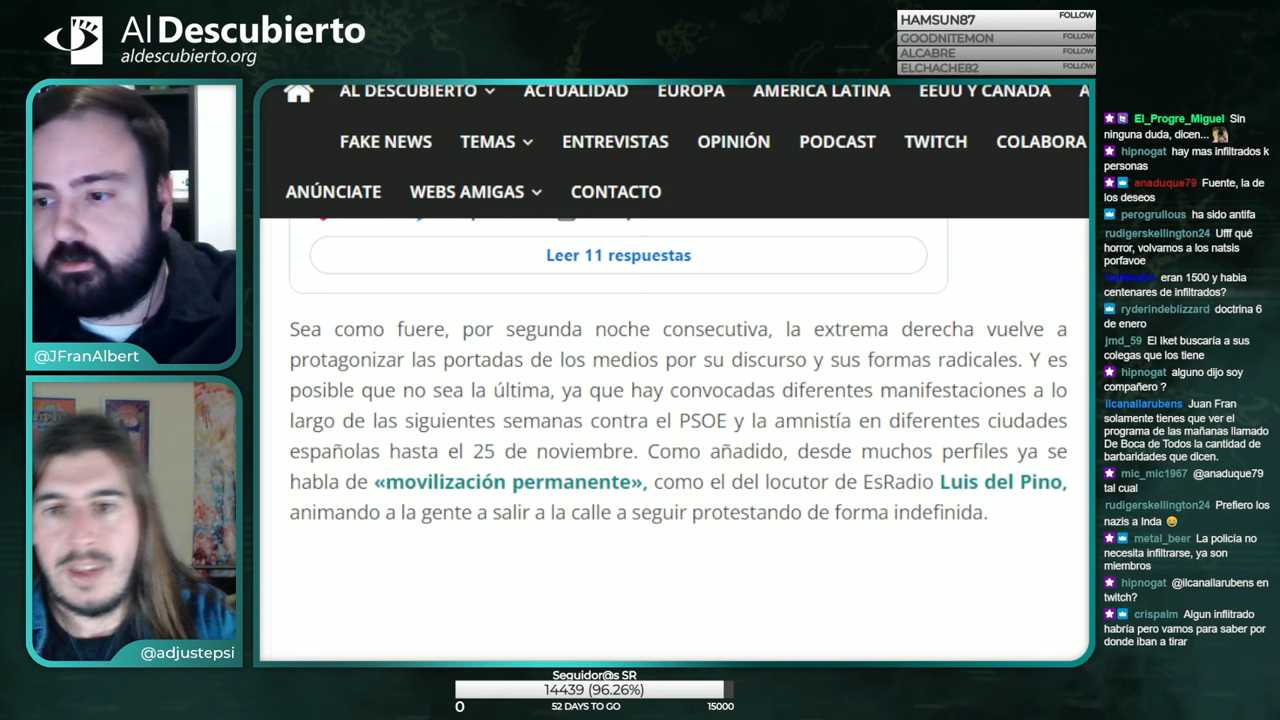 Al Descubierto
aldescubierto.org
HAMSUN87 FOLLOW
GOODNITEMON FOLLOW
ALCABRE FOLLOW
ELCHACHE82 FOLLOW
@JFranAlbert
@adjustepsi
AL DESCUBIERTO ACTUALIDAD EUROPA AMÉRICA LATINA EEUU Y CANADA A
FAKE NEWS TEMAS ENTREVISTAS OPINIÓN PODCAST TWITCH COLABORA
ANÚNCIATE WEBS AMIGAS CONTACTO
Leer 11 respuestas
Sea como fuere, por segunda noche consecutiva, la extrema derecha vuelve a
protagonizar las portadas de los medios por su discurso y sus formas radicales. Y es
posible que no sea la última, ya que hay convocadas diferentes manifestaciones a lo
largo de las siguientes semanas contra el PSOE y la amnistía en diferentes ciudades
españolas hasta el 25 de noviembre. Como añadido, desde muchos perfiles ya se
habla de «movilización permanente», como el del locutor de EsRadio Luis del Pino,
animando a la gente a salir a la calle a seguir protestando de forma indefinida.
El_Progre_Miguel Sin
ninguna duda, dicen...
hipnogat hay mas infiltrados k
personas
anaduque79 Fuente, la de
los deseos
perogrullous ha sido antifa
rudigerskellington24 Ufff qué
horror, volvamos a los natsis
porfavoe
eran 1500 y habia
centenares de infiltrados?
ryderindeblizzard doctrina 6
de enero
jmd_59 El Iket buscaría a sus
colegas que los tiene
hipnogat alguno dijo soy
compañero ?
ilcanallarubens Juan Fran
solamente tienes que ver el
programa de las mañanas llamado
De Boca de Todos la cantidad de
barbaridades que dicen.
mic_mic1967 @anaduque79
tal cual
rudigerskellington24 Prefiero los
nazis a Inda
metal_beer La policía no
necesita infiltrarse, ya son
miembros
hipnogat @ilcanallarubens en
twitch?
crispalm Algun infiltrado
habría pero vamos para saber por
donde iban a tirar
Seguidor@s SR
14439 (96.26%)
0 52 DAYS TO GO 15000